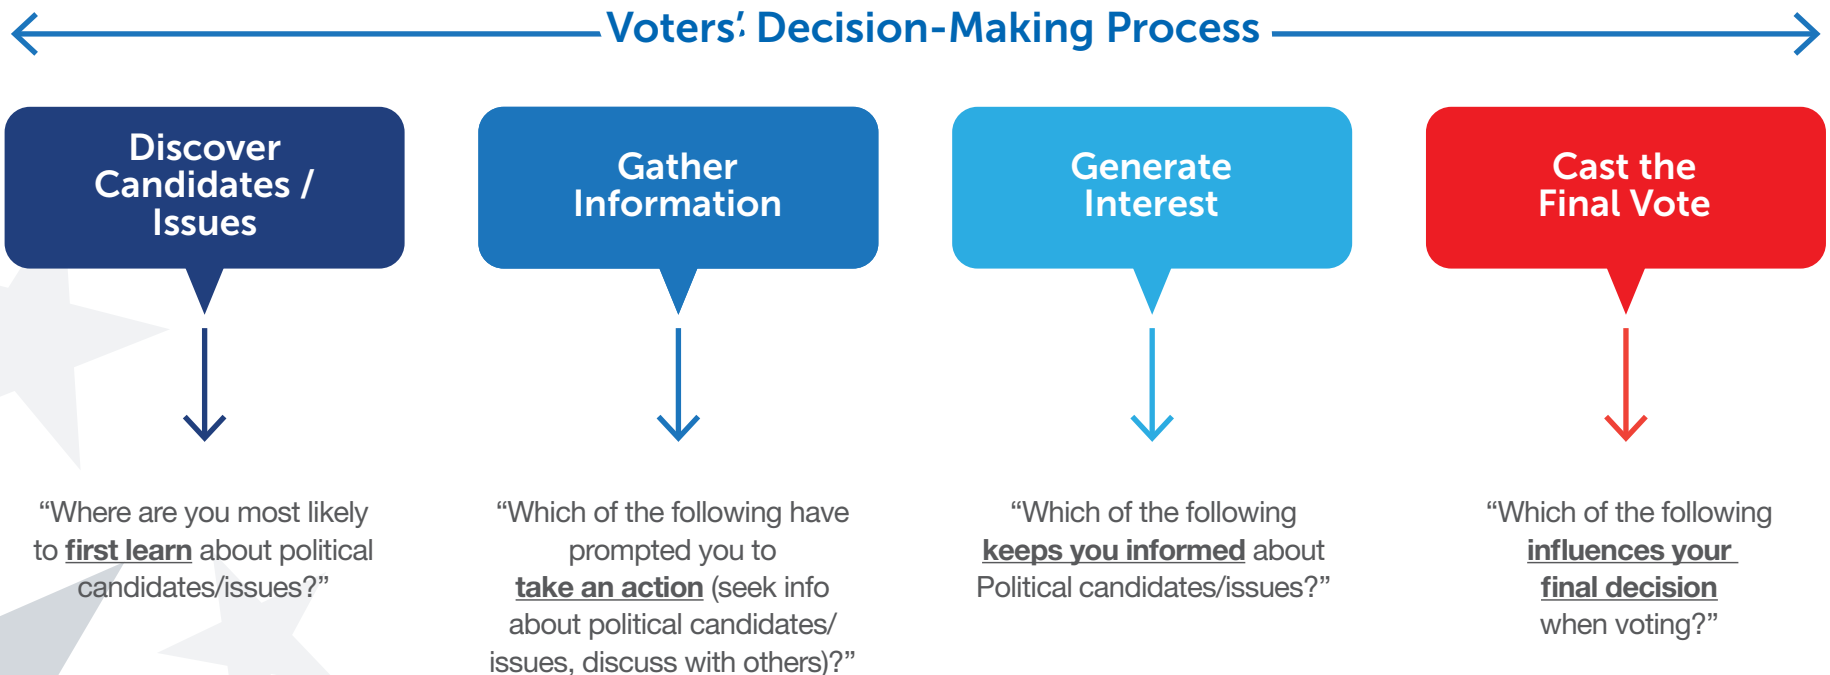 Voters’ Decision-Making Process
Discover
Candidates /
Issues
Gather
Information
Generate
Interest
Cast the
Final Vote
“Where are you most likely
to first learn about political
candidates/issues?”
“Which of the following have
prompted you to
take an action (seek info
about political candidates/
issues, discuss with others)?”
“Which of the following
keeps you informed about
Political candidates/issues?”
“Which of the following
influences your
final decision
when voting?”